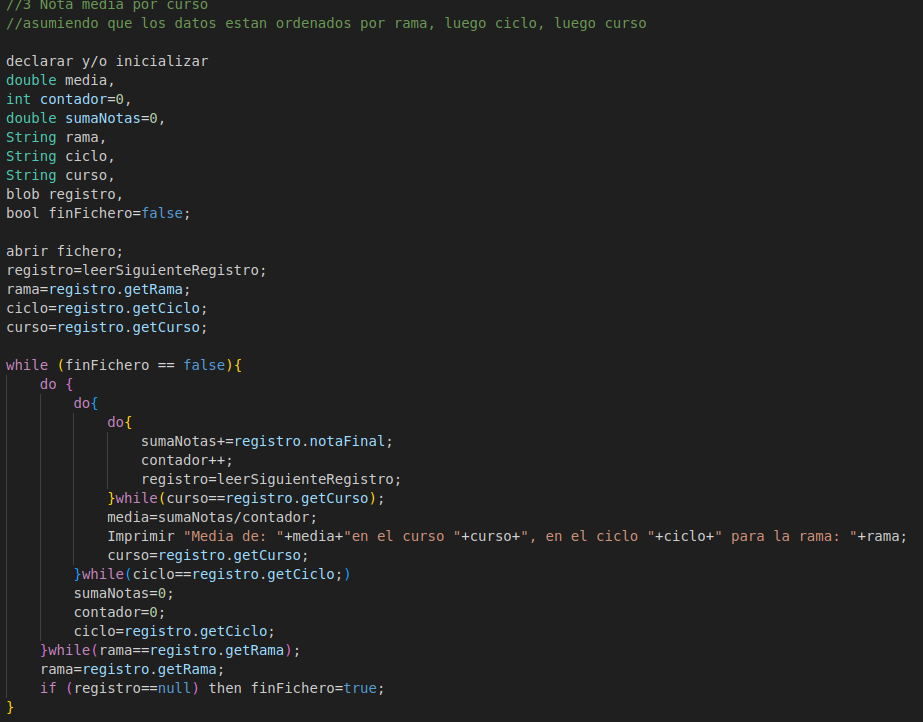 //3 Nota media por curso
//asumiendo que los datos estan ordenados por rama, luego ciclo, luego curso

declarar y/o inicializar
double media,
int contador=0,
double sumaNotas=0,
String rama,
String ciclo,
String curso,
blob registro,
bool finFichero=false;

abrir fichero;
registro=leerSiguienteRegistro;
rama=registro.getRama;
ciclo=registro.getCiclo;
curso=registro.getCurso;

while (finFichero == false){
    do {
        do{
            do{
                sumaNotas+=registro.notaFinal;
                contador++;
                registro=leerSiguienteRegistro;
            }while(curso==registro.getCurso);
            media=sumaNotas/contador;
            Imprimir "Media de: "+media+"en el curso "+curso+", en el ciclo "+ciclo+" para la rama: "+rama;
            curso=registro.getCurso;
        }while(ciclo==registro.getCiclo;)
        sumaNotas=0;
        contador=0;
        ciclo=registro.getCiclo;
    }while(rama==registro.getRama);
    rama=registro.getRama;
    if (registro==null) then finFichero=true;
}